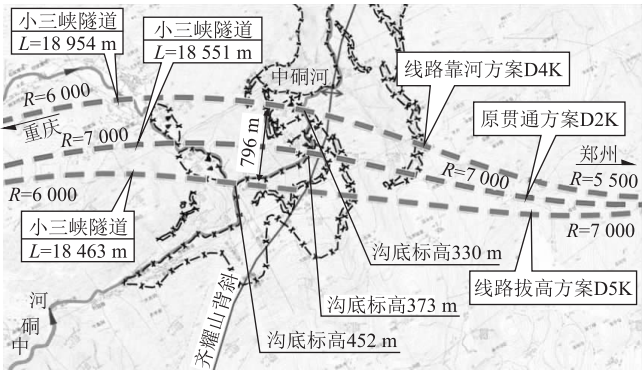 小三峡隧道
L=18 954 m
小三峡隧道
L=18 551 m
中硐河
线路靠河方案D4K
R=6 000
重庆
R=7 000
796 m
原贯通方案D2K
郑州
R=7 000
R=5 500
R=6 000
小三峡隧道
L=18 463 m
R=7 000
沟底标高330 m
线路拔高方案D5K
沟底标高373 m
沟底标高452 m
齐耀山背斜
河
硐
中